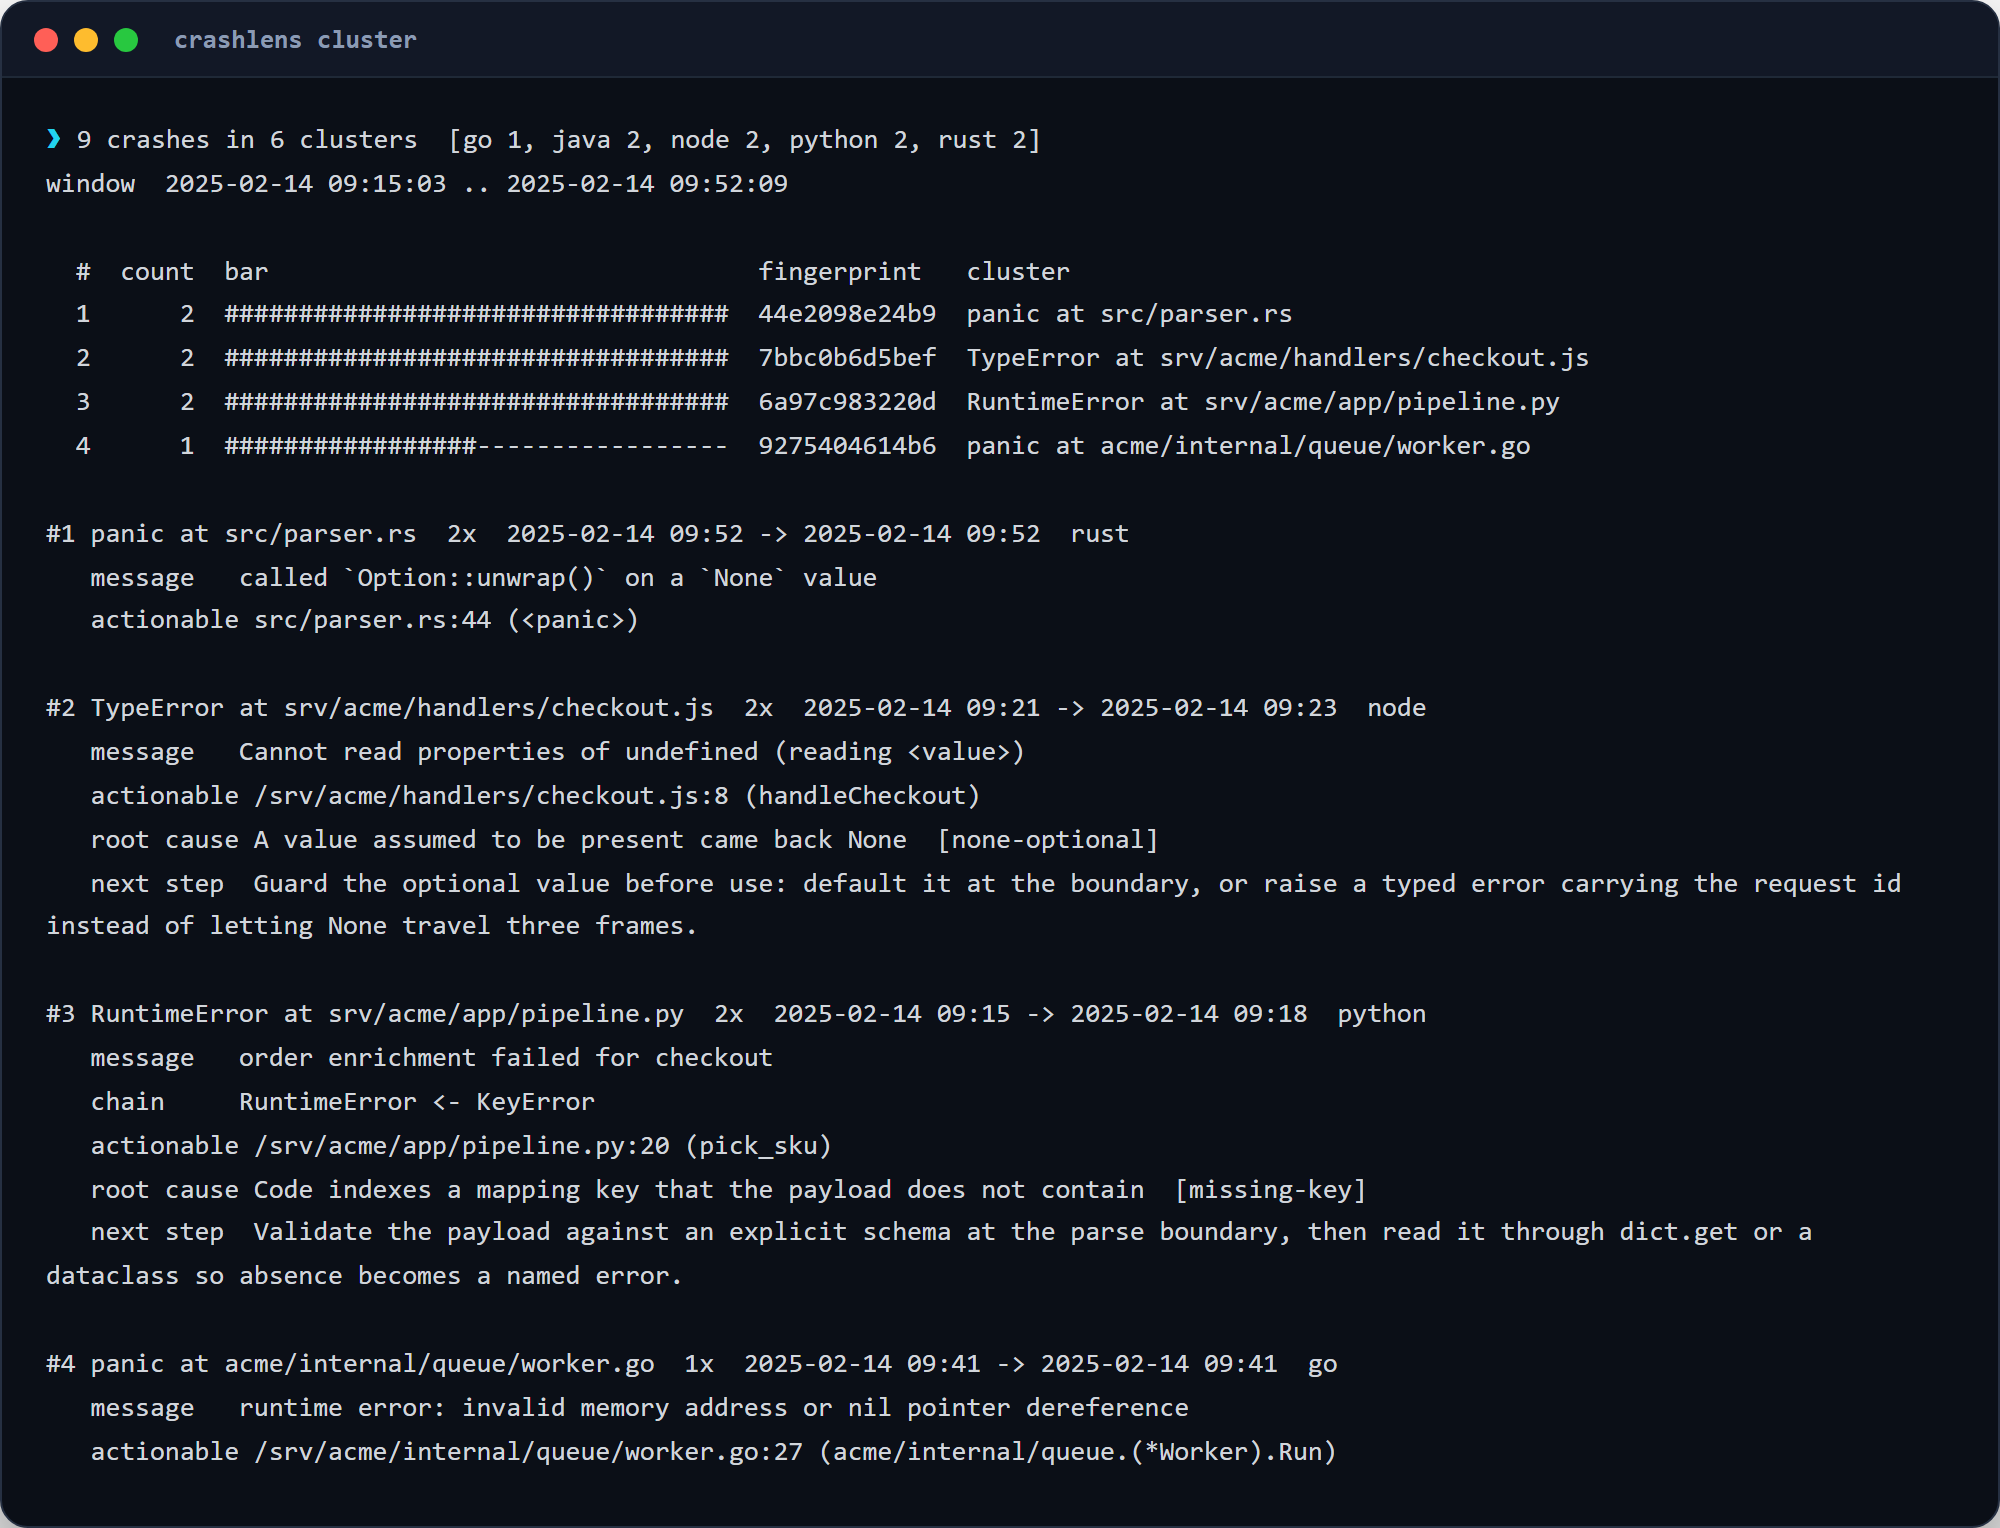 crashlens cluster
❯ 9 crashes in 6 clusters  [go 1, java 2, node 2, python 2, rust 2]
window  2025-02-14 09:15:03 .. 2025-02-14 09:52:09
  #  count  bar                                 fingerprint   cluster
  1      2  ##################################  44e2098e24b9  panic at src/parser.rs
  2      2  ##################################  7bbc0b6d5bef  TypeError at srv/acme/handlers/checkout.js
  3      2  ##################################  6a97c983220d  RuntimeError at srv/acme/app/pipeline.py
  4      1  #################-----------------  9275404614b6  panic at acme/internal/queue/worker.go
#1 panic at src/parser.rs  2x  2025-02-14 09:52 -> 2025-02-14 09:52  rust
   message   called `Option::unwrap()` on a `None` value
   actionable src/parser.rs:44 (<panic>)
#2 TypeError at srv/acme/handlers/checkout.js  2x  2025-02-14 09:21 -> 2025-02-14 09:23  node
   message   Cannot read properties of undefined (reading <value>)
   actionable /srv/acme/handlers/checkout.js:8 (handleCheckout)
   root cause A value assumed to be present came back None  [none-optional]
   next step  Guard the optional value before use: default it at the boundary, or raise a typed error carrying the request id
instead of letting None travel three frames.
#3 RuntimeError at srv/acme/app/pipeline.py  2x  2025-02-14 09:15 -> 2025-02-14 09:18  python
   message   order enrichment failed for checkout
   chain     RuntimeError <- KeyError
   actionable /srv/acme/app/pipeline.py:20 (pick_sku)
   root cause Code indexes a mapping key that the payload does not contain  [missing-key]
   next step  Validate the payload against an explicit schema at the parse boundary, then read it through dict.get or a
dataclass so absence becomes a named error.
#4 panic at acme/internal/queue/worker.go  1x  2025-02-14 09:41 -> 2025-02-14 09:41  go
   message   runtime error: invalid memory address or nil pointer dereference
   actionable /srv/acme/internal/queue/worker.go:27 (acme/internal/queue.(*Worker).Run)